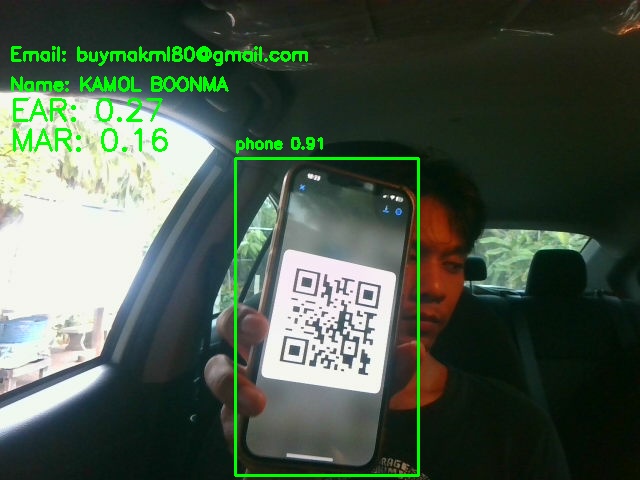 Email: buymakml80@gmail.com
Name: KAMOL BOONMA
EAR: 0.27
MAR: 0.16
phone 0.91